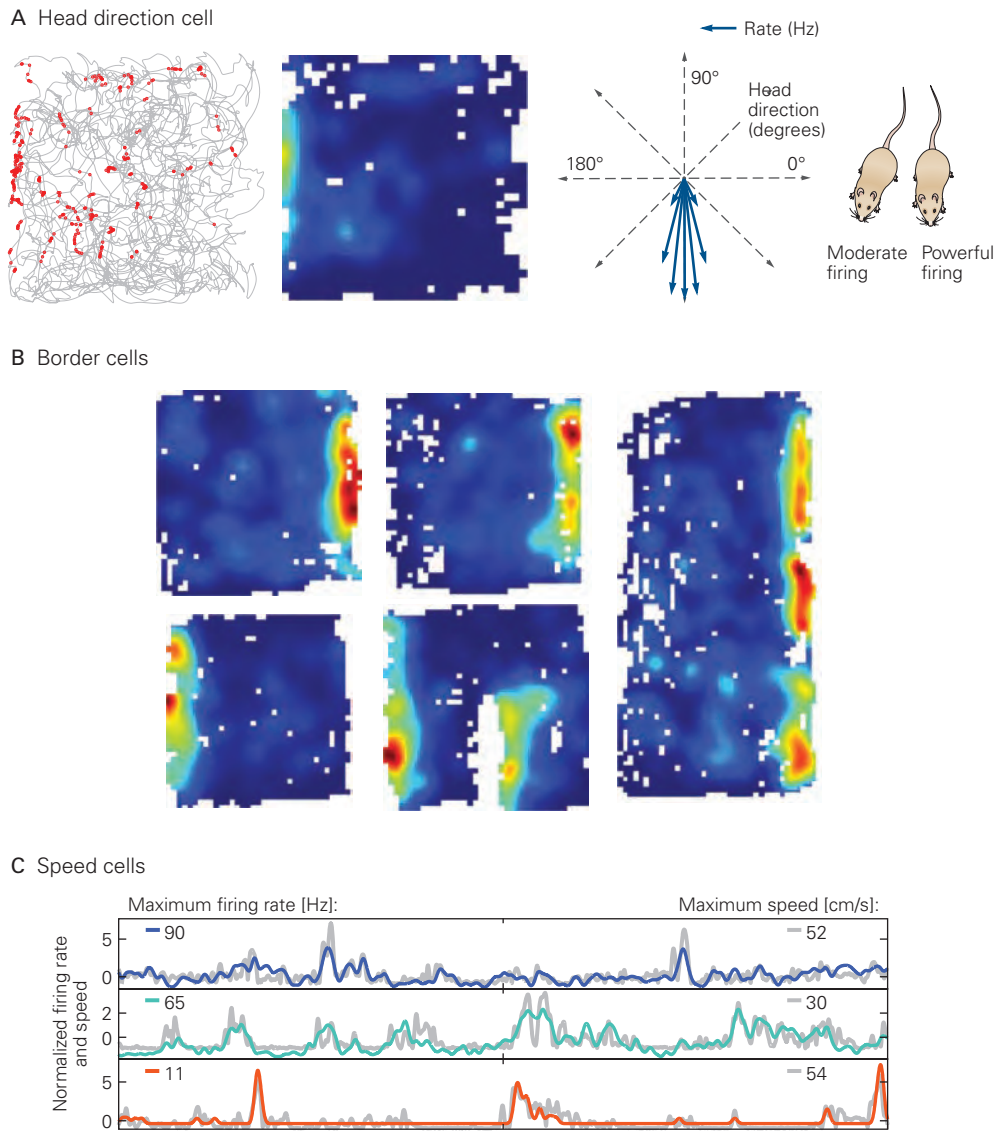 A Head direction cell
Rate (Hz)
90°
Head
direction
(degrees)
180°
0°
Moderate
firing
Powerful
firing
B Border cells
C Speed cells
Maximum firing rate [Hz]:
Maximum speed [cm/s]:
Normalized firing rate
and speed
5
0
90
52
2
0
65
30
5
0
11
54